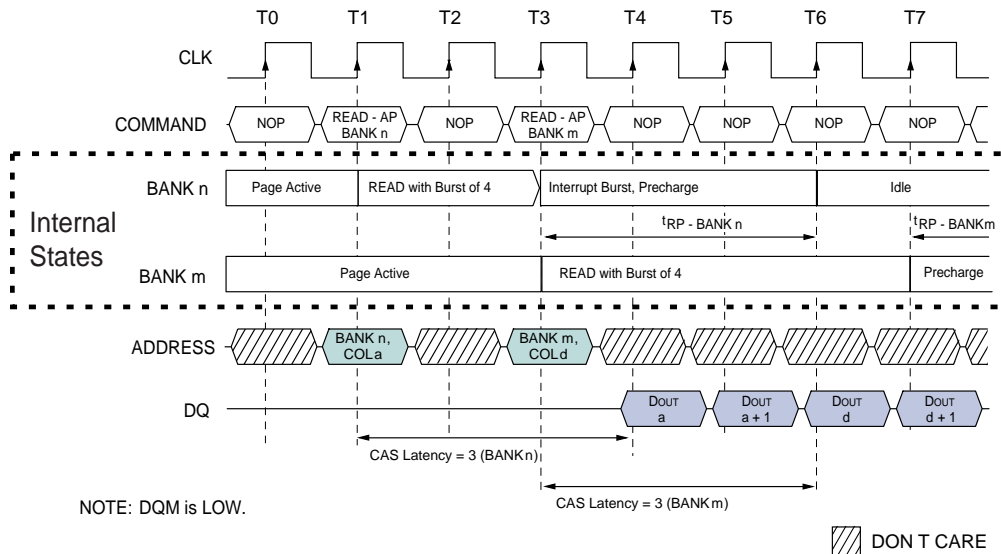 T0 T1 T2 T3 T4 T5 T6 T7
CLK
COMMAND NOP READ - AP NOP READ - AP NOP NOP NOP NOP
BANK n BANK m
BANK n Page Active READ with Burst of 4 Interrupt Burst, Precharge Idle
Internal
States
tRP - BANK n tRP - BANK m
BANK m Page Active READ with Burst of 4 Precharge
ADDRESS BANK n, BANK m,
COL a COL d
DQ DOUT DOUT DOUT DOUT
a a + 1 d d + 1
CAS Latency = 3 (BANK n)
CAS Latency = 3 (BANK m)
NOTE: DQM is LOW.
DON T CARE